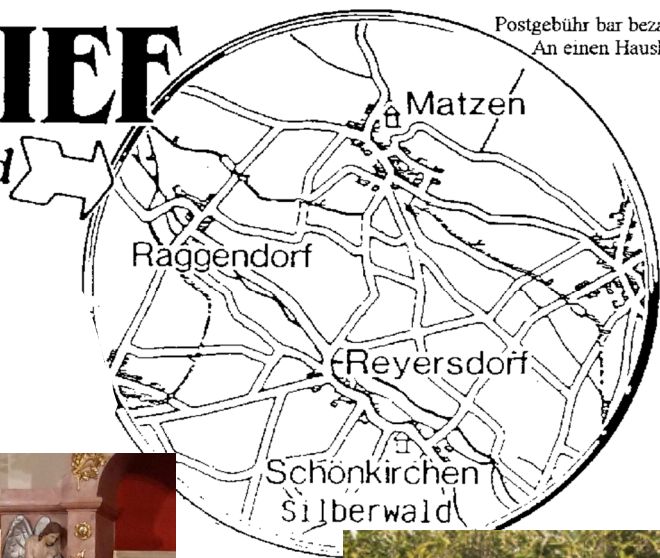 IEF
Postgebühr bar beza
An einen Haush
d
Matzen
Raggendorf
Reyersdorf
Schönkirchen
Silberwald